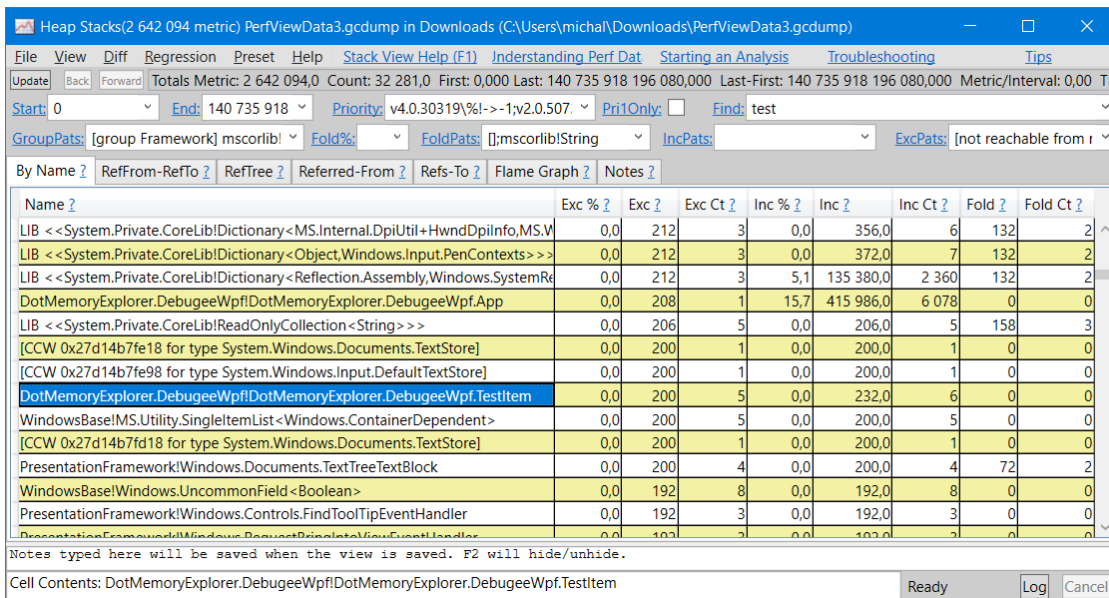 Heap Stacks(2 642 094 metric) PerfViewData3.gcdump in Downloads (C:\Users\michal\Downloads\PerfViewData3.gcdump)
File View Diff Regression Preset Help Stack View Help (F1) Inderstanding Perf Dat Starting an Analysis Troubleshooting Tips
Update Back Forward Totals Metric: 2 642 094,0 Count: 32 281,0 First: 0,000 Last: 140 735 918 196 080,000 Last-First: 140 735 918 196 080,000 Metric/Interval: 0,00 T
Start: 0 End: 140 735 918 Priority: v4.0.30319\%!->-1;v2.0.507. Pri1Only: Find: test
GroupPats: [group Framework] mscorlib! Fold%: FoldPats: [];mscorlib!String IncPats: ExcPats: [not reachable from r
By Name ? RefFrom-RefTo ? RefTree ? Referred-From ? Refs-To ? Flame Graph ? Notes ?
Name ? Exc % ? Exc ? Exc Ct ? Inc % ? Inc ? Inc Ct ? Fold ? Fold Ct ?
LIB <<System.Private.CoreLib!Dictionary<MS.Internal.DpiUtil+HwndDpiInfo,MS.W 0,0 212 3 0,0 356,0 6 132 2
LIB <<System.Private.CoreLib!Dictionary<Object,Windows.Input.PenContexts>>> 0,0 212 3 0,0 372,0 7 132 2
LIB <<System.Private.CoreLib!Dictionary<Reflection.Assembly,Windows.SystemRe 0,0 212 3 5,1 135 380,0 2 360 132 2
DotMemoryExplorer.DebugeeWpf!DotMemoryExplorer.DebugeeWpf.App 0,0 208 1 15,7 415 986,0 6 078 0 0
LIB <<System.Private.CoreLib!ReadOnlyCollection<String>>> 0,0 206 5 0,0 206,0 5 158 3
[CCW 0x27d14b7fe18 for type System.Windows.Documents.TextStore] 0,0 200 1 0,0 200,0 1 0 0
[CCW 0x27d14b7fe98 for type System.Windows.Input.DefaultTextStore] 0,0 200 1 0,0 200,0 1 0 0
DotMemoryExplorer.DebugeeWpf!DotMemoryExplorer.DebugeeWpf.TestItem 0,0 200 5 0,0 232,0 6 0 0
WindowsBase!MS.Utility.SingleItemList<Windows.ContainerDependent> 0,0 200 5 0,0 200,0 5 0 0
[CCW 0x27d14b7fd18 for type System.Windows.Documents.TextStore] 0,0 200 1 0,0 200,0 1 0 0
PresentationFramework!Windows.Documents.TextTreeTextBlock 0,0 200 4 0,0 200,0 4 72 2
WindowsBase!Windows.UncommonField<Boolean> 0,0 192 8 0,0 192,0 8 0 0
PresentationFramework!Windows.Controls.FindToolTipEventHandler 0,0 192 3 0,0 192,0 3 0 0
PresentationFramework!Windows.RequestBringIntoViewEventHandler 0,0 192 3 0,0 192,0 3 0 0
Notes typed here will be saved when the view is saved. F2 will hide/unhide.
Cell Contents: DotMemoryExplorer.DebugeeWpf!DotMemoryExplorer.DebugeeWpf.TestItem Ready Log Cancel